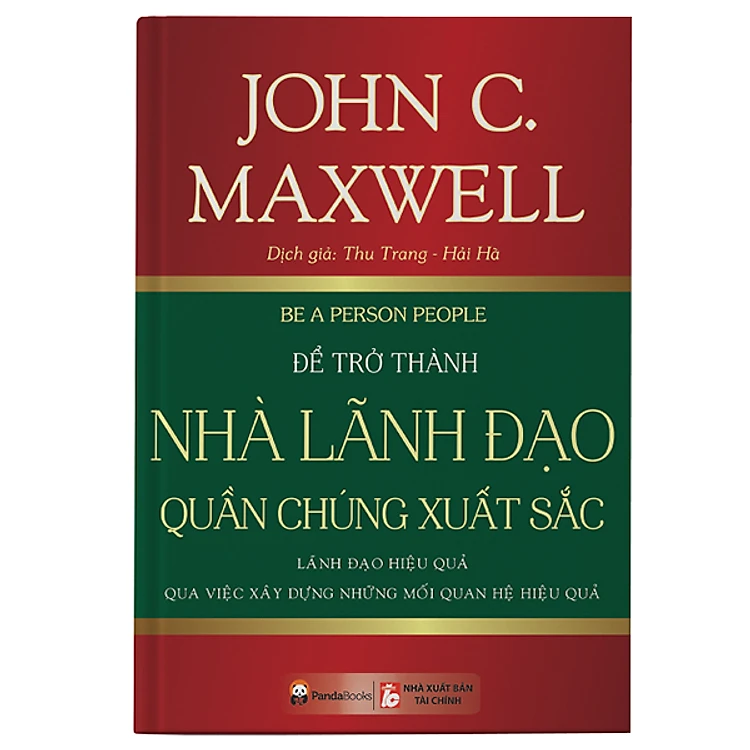 JOHN C.
MAXWELL
Dịch giả: Thu Trang - Hải Hà
BE A PERSON PEOPLE
ĐỂ TRỞ THÀNH
NHÀ LÃNH ĐẠO
QUẦN CHÚNG XUẤT SẮC
LÃNH ĐẠO HIỆU QUẢ
QUA VIỆC XÂY DỰNG NHỮNG MỐI QUAN HỆ HIỆU QUẢ
PandaBooks
NHÀ XUẤT BẢN
TÀI CHÍNH